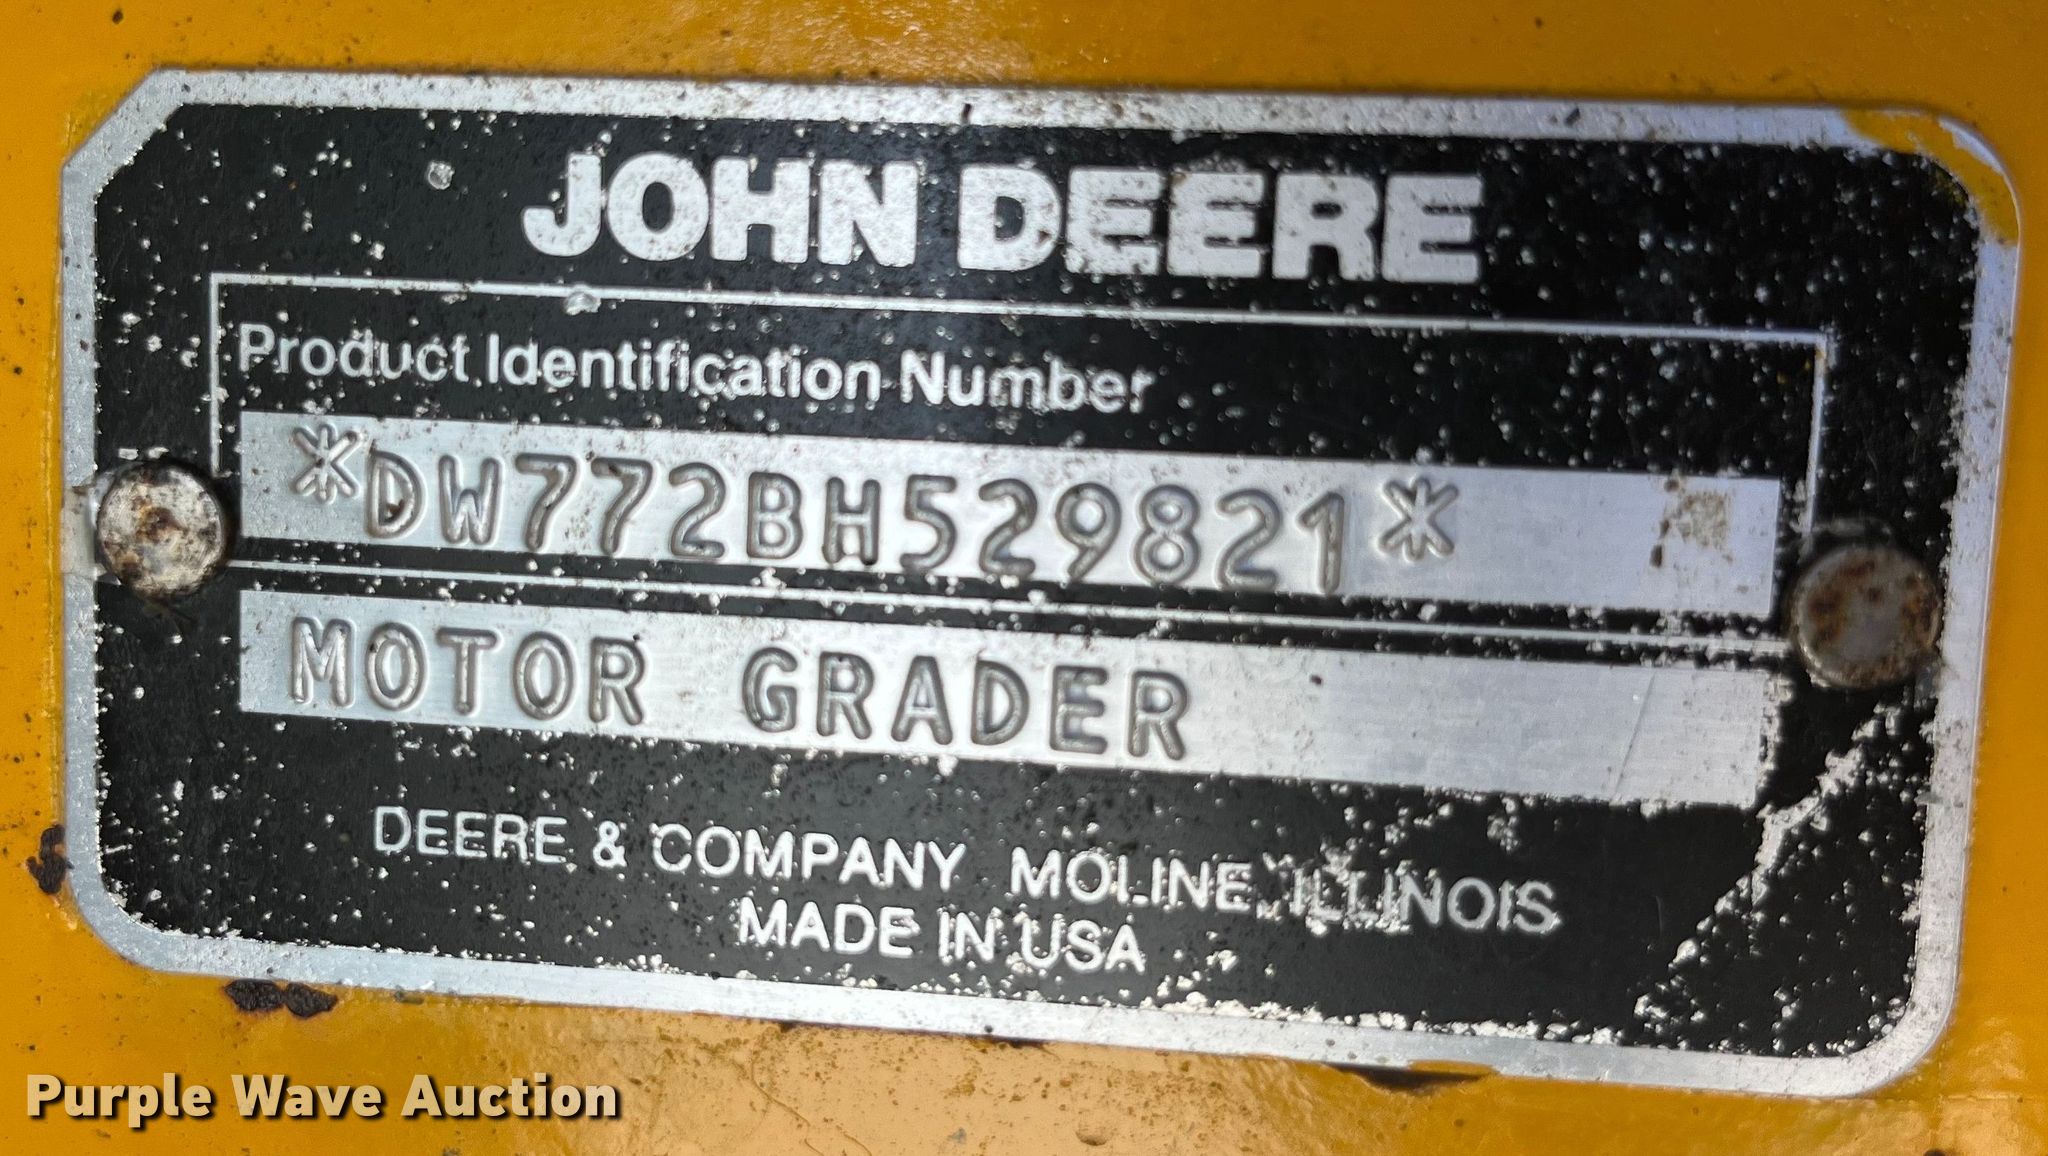 JOHN DEERE
Product Identification Number
*DW772BH529821*
MOTOR GRADER
DEERE & COMPANY MOLINE, ILLINOIS
MADE IN USA
Purple Wave Auction